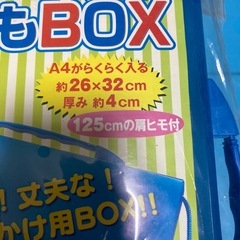 もBOX
A4がらくらく入る
約26×32cm
厚み 約4cm
125cmの肩ヒモ付
！丈夫な！
かけ用BOX!!